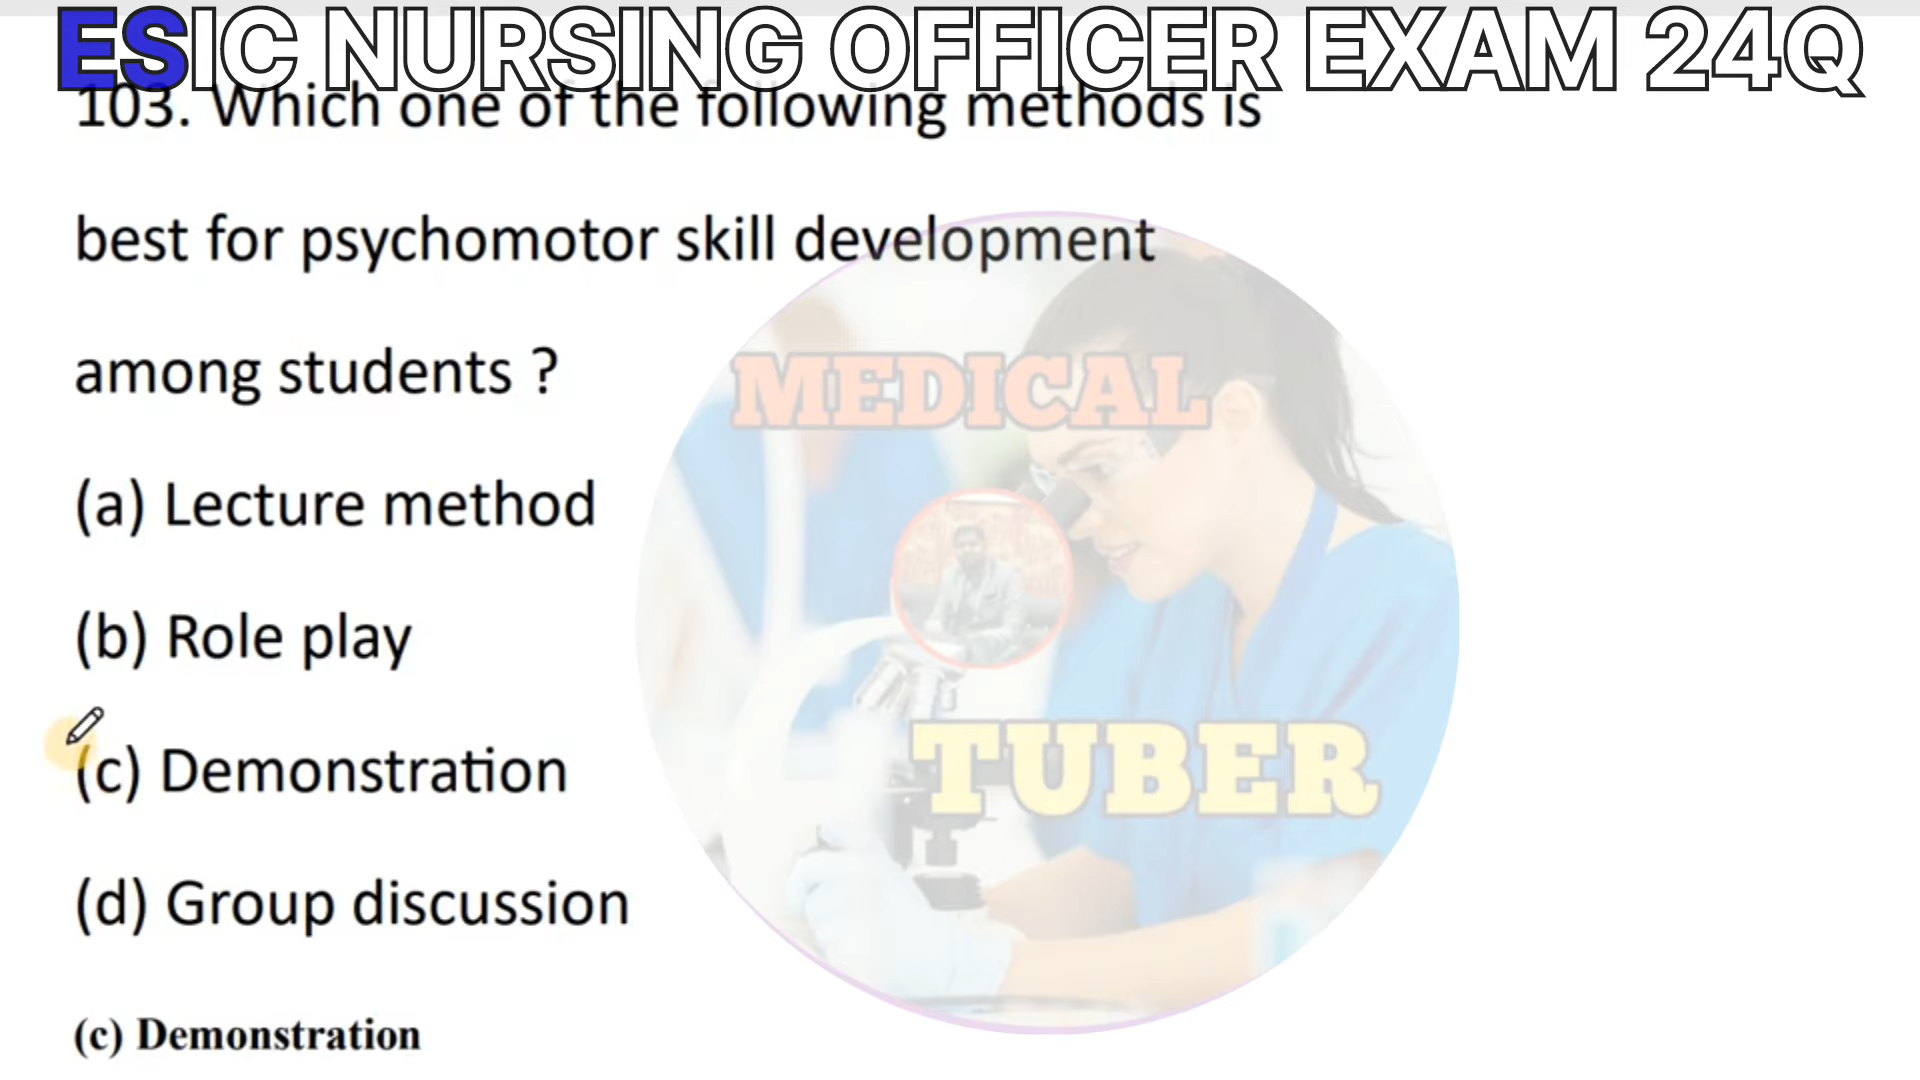 ESIC NURSING OFFICER EXAM 24Q
103. Which one of the following methods is
best for psychomotor skill development
among students ?
MEDICAL
(a) Lecture method
(b) Role play
(c) Demonstration
TUBER
(d) Group discussion
(c) Demonstration